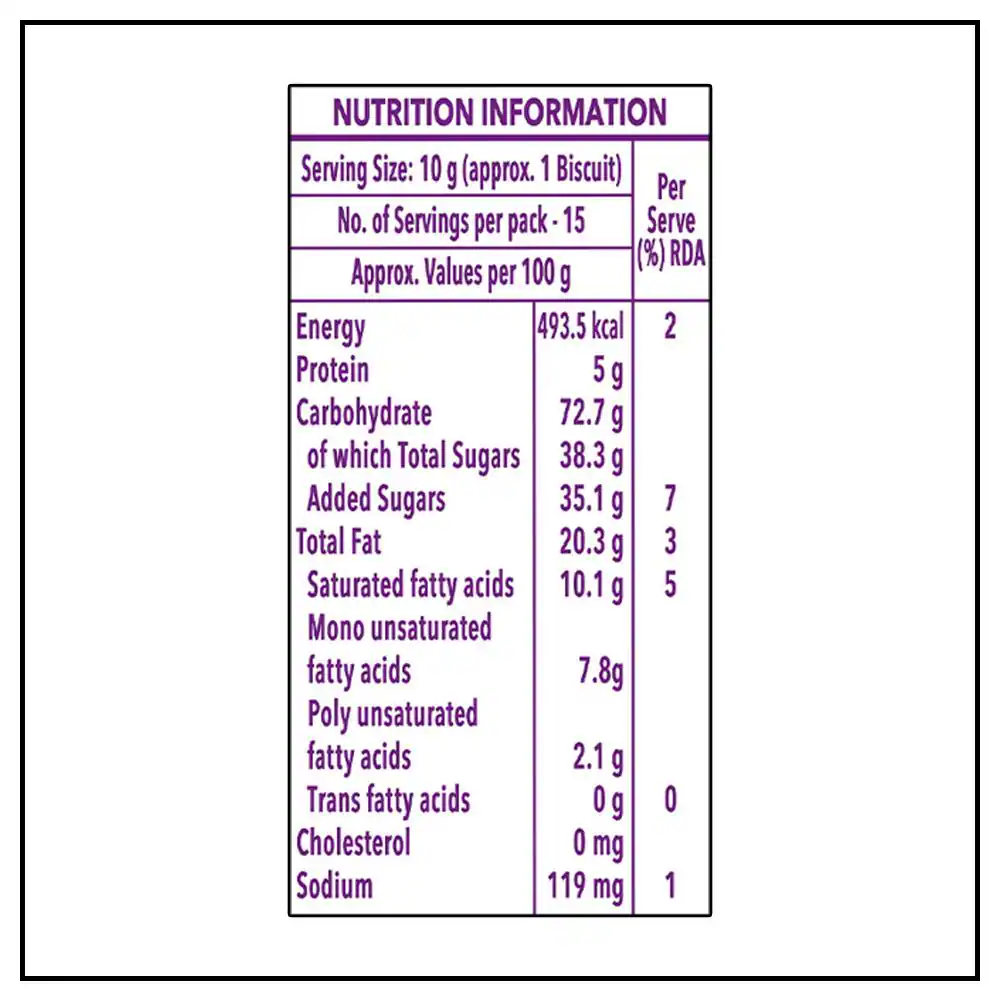 NUTRITION INFORMATION
Serving Size: 10 g (approx. 1 Biscuit)
No. of Servings per pack - 15
Approx. Values per 100 g
Per
Serve
(%) RDA
Energy 493.5 kcal 2
Protein 5 g
Carbohydrate 72.7 g
of which Total Sugars 38.3 g
Added Sugars 35.1 g 7
Total Fat 20.3 g 3
Saturated fatty acids 10.1 g 5
Mono unsaturated
fatty acids 7.8g
Poly unsaturated
fatty acids 2.1 g
Trans fatty acids 0 g 0
Cholesterol 0 mg
Sodium 119 mg 1